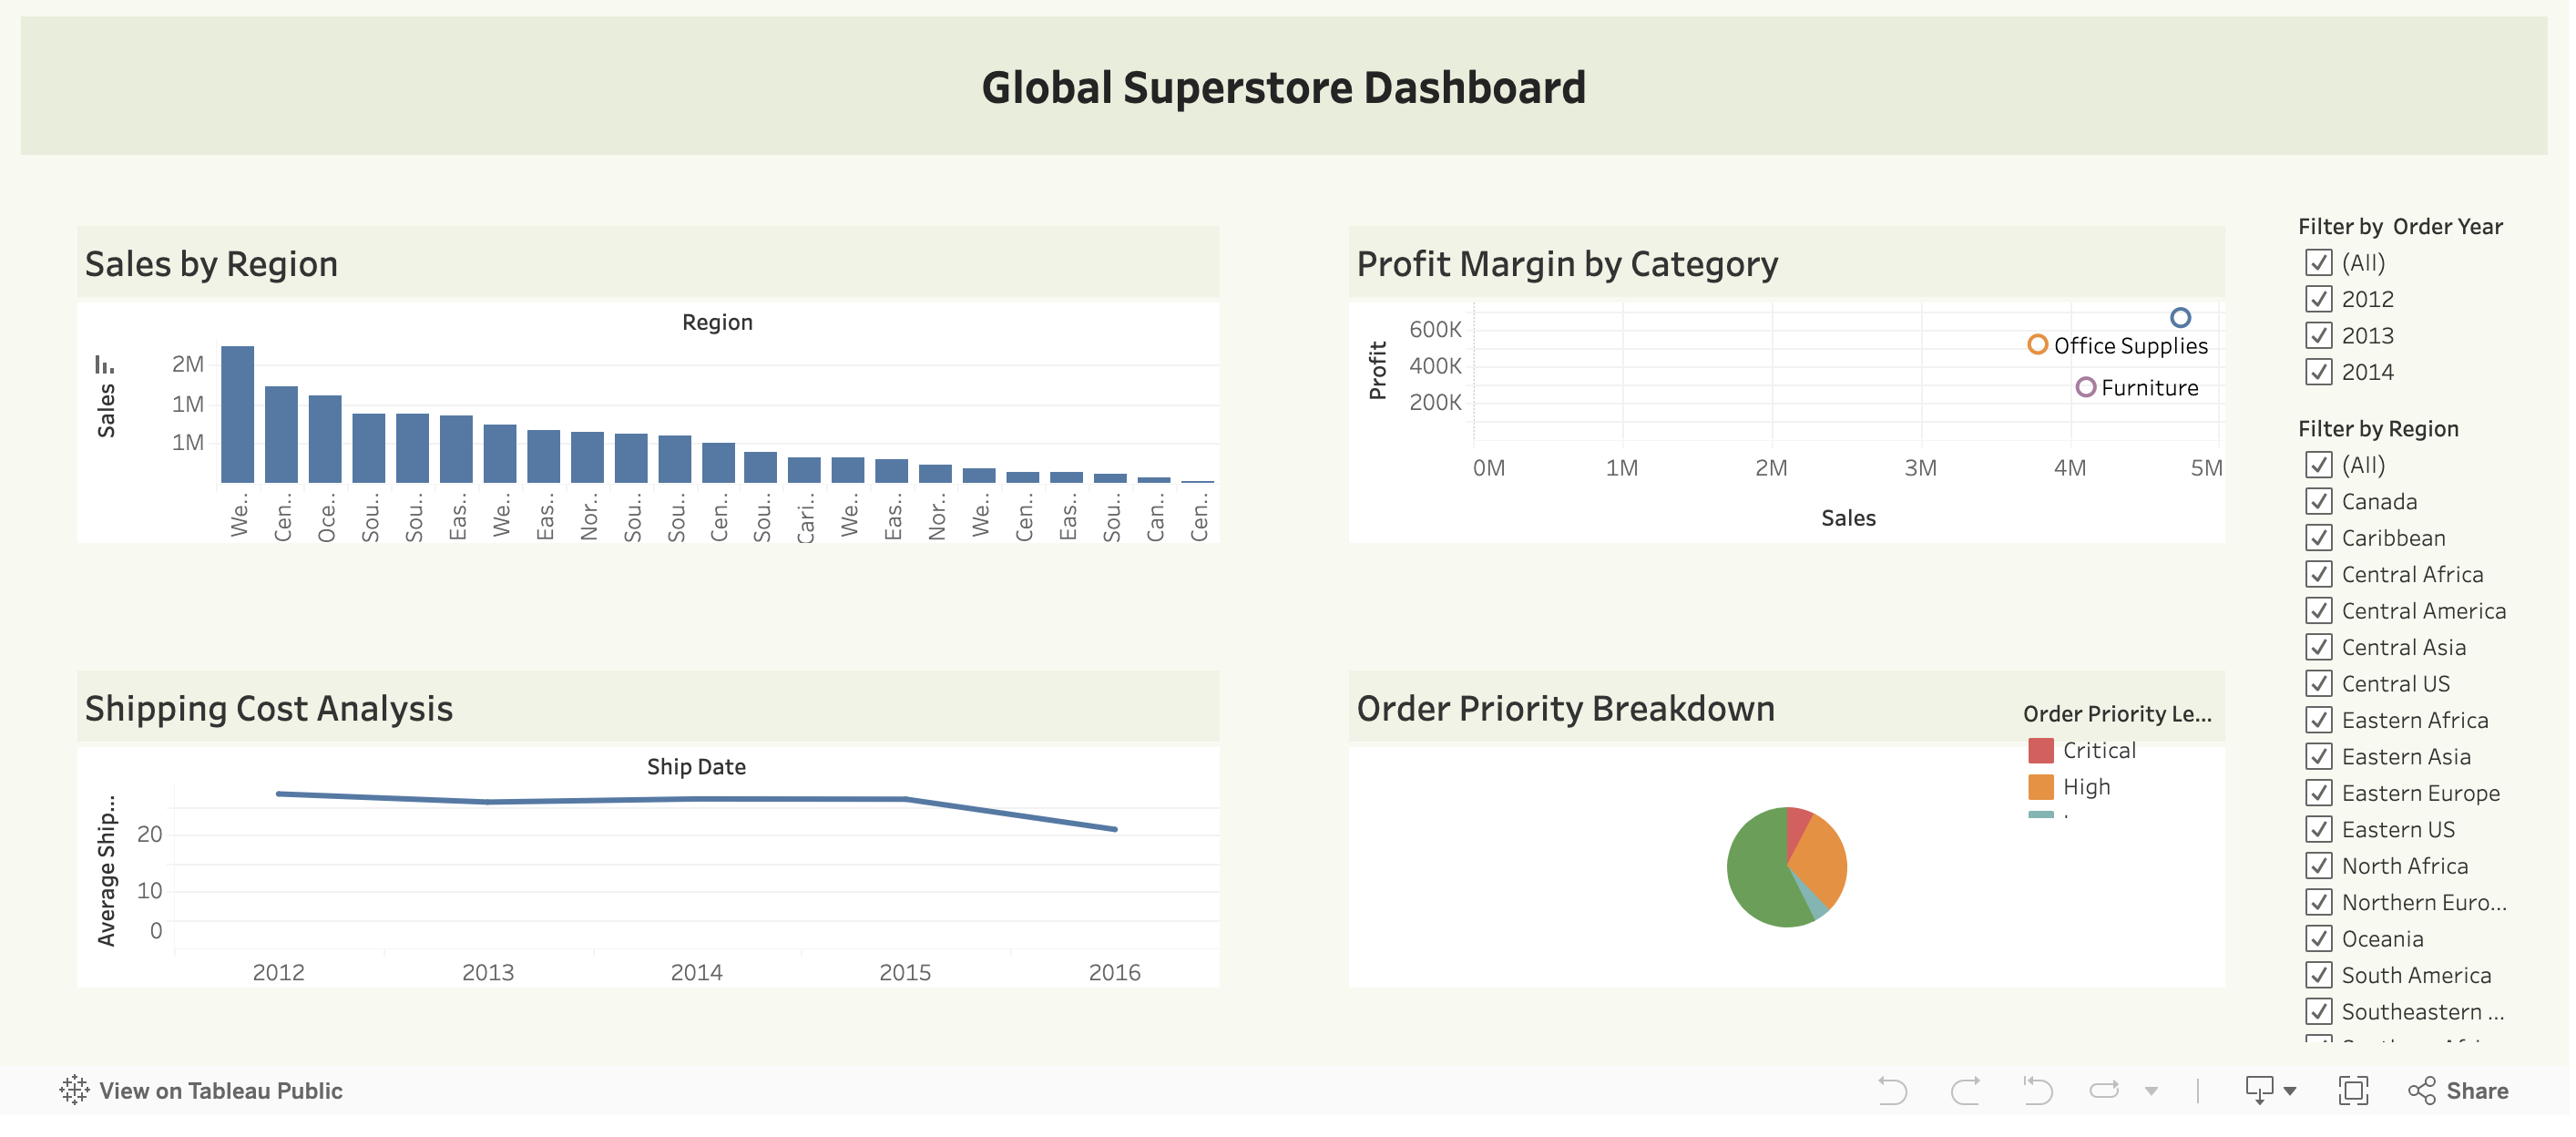 Global Superstore Dashboard
Sales by Region
Region
Sales
2M
1M
1M
We..
Cen..
Oce..
Sou..
Sou..
Eas..
We..
Eas..
Nor..
Sou..
Sou..
Cen..
Sou..
Cari..
We..
Eas..
Nor..
We..
Cen..
Eas..
Sou..
Can..
Cen..
Profit Margin by Category
Profit
600K
400K
200K
Office Supplies
Furniture
0M
1M
2M
3M
4M
5M
Sales
Shipping Cost Analysis
Ship Date
Average Ship...
20
10
0
2012
2013
2014
2015
2016
Order Priority Breakdown
Order Priority Le...
Critical
High
Filter by Order Year
(All)
2012
2013
2014
Filter by Region
(All)
Canada
Caribbean
Central Africa
Central America
Central Asia
Central US
Eastern Africa
Eastern Asia
Eastern Europe
Eastern US
North Africa
Northern Euro...
Oceania
South America
Southeastern ...
View on Tableau Public
Share